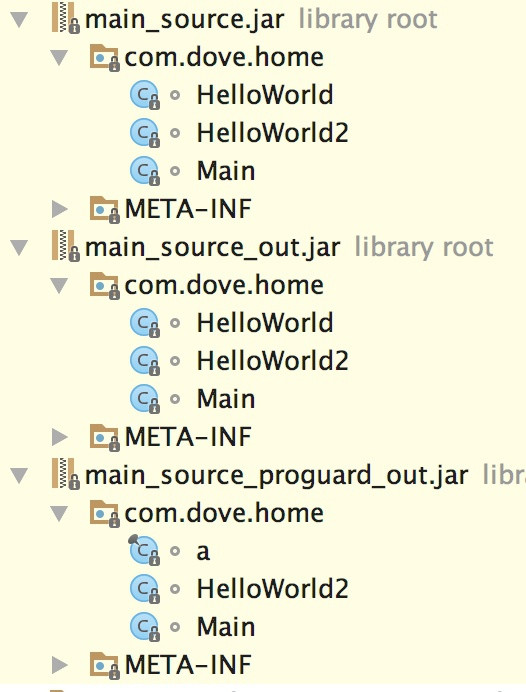 main_source.jar library root
com.dove.home
HelloWorld
HelloWorld2
Main
META-INF
main_source_out.jar library root
com.dove.home
HelloWorld
HelloWorld2
Main
META-INF
main_source_proguard_out.jar libr
com.dove.home
a
HelloWorld2
Main
META-INF